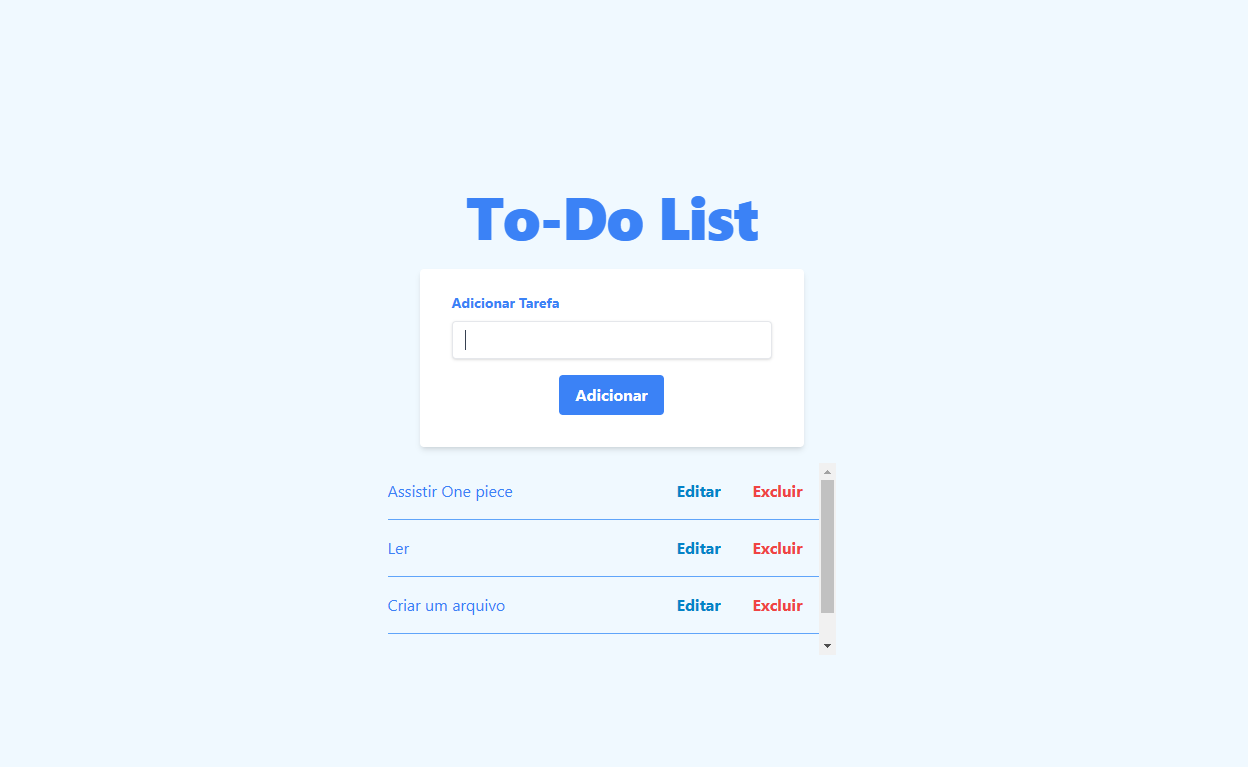 To-Do List
Adicionar Tarefa
Adicionar
Assistir One piece Editar Excluir
Ler Editar Excluir
Criar um arquivo Editar Excluir